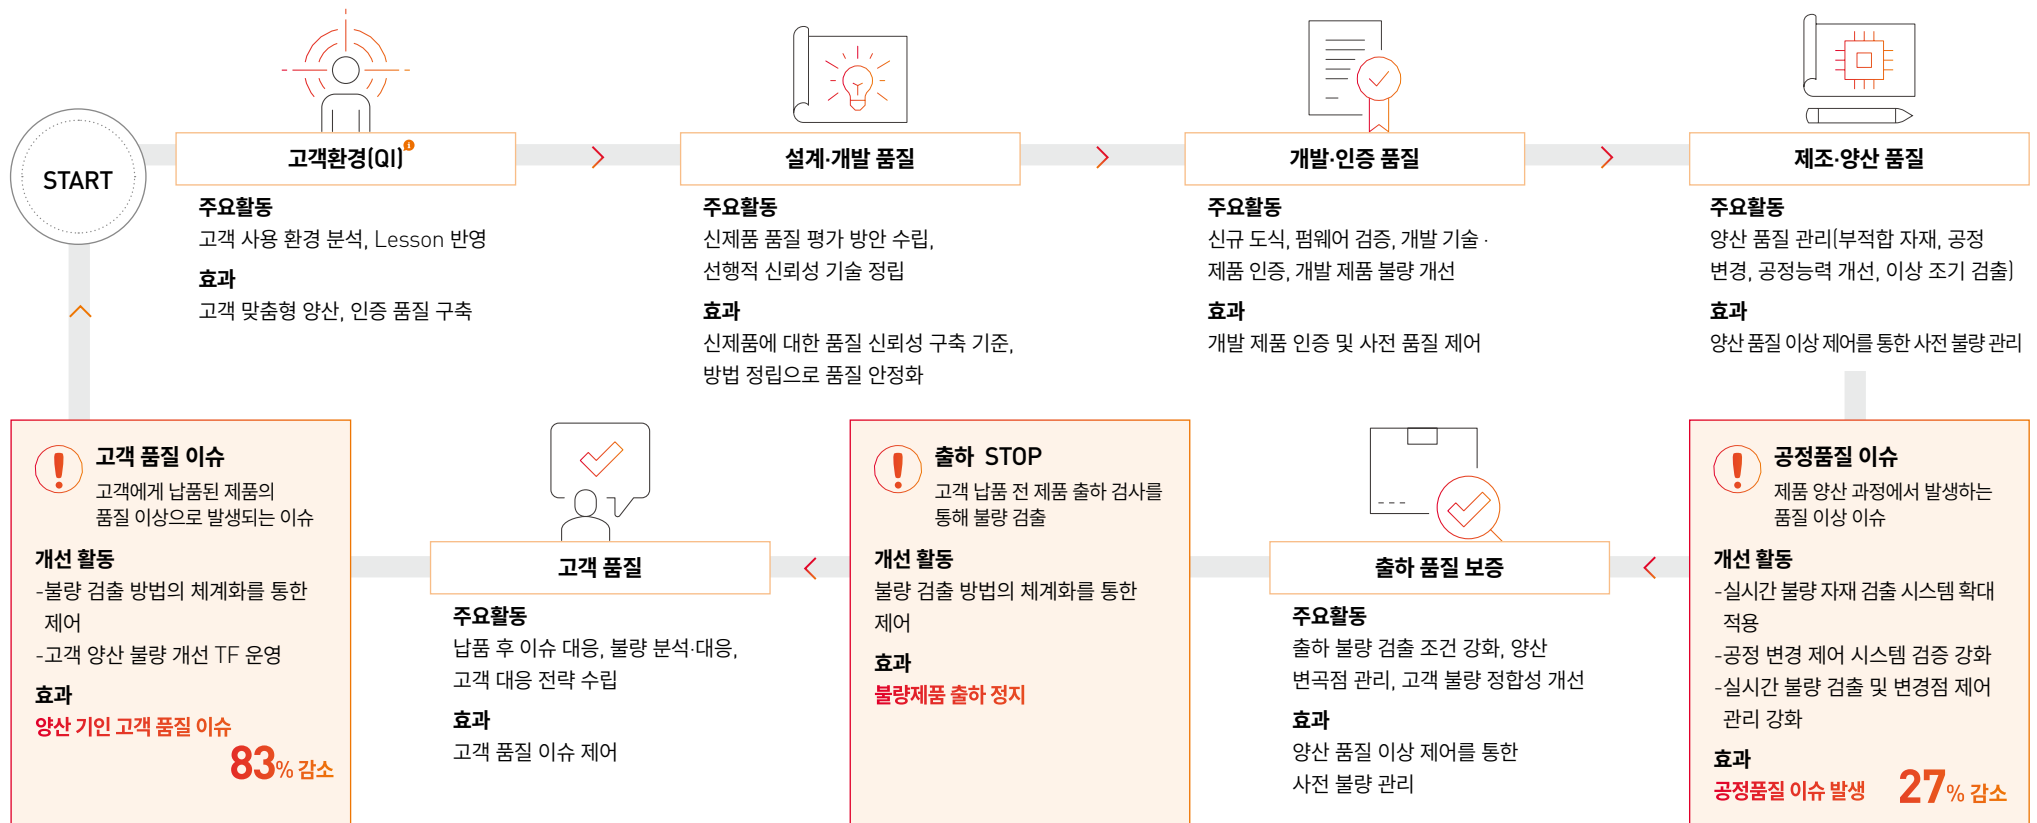 START
고객환경(QI)
주요활동
고객 사용 환경 분석, Lesson 반영
효과
고객 맞춤형 양산, 인증 품질 구축
설계·개발 품질
주요활동
신제품 품질 평가 방안 수립,
선행적 신뢰성 기술 정립
효과
신제품에 대한 품질 신뢰성 구축 기준,
방법 정립으로 품질 안정화
개발·인증 품질
주요활동
신규 도식, 펌웨어 검증, 개발 기술 ·
제품 인증, 개발 제품 불량 개선
효과
개발 제품 인증 및 사전 품질 제어
제조·양산 품질
주요활동
양산 품질 관리(부적합 자재, 공정
변경, 공정능력 개선, 이상 조기 검출)
효과
양산 품질 이상 제어를 통한 사전 불량 관리
공정품질 이슈
제품 양산 과정에서 발생하는
품질 이상 이슈
개선 활동
-실시간 불량 자재 검출 시스템 확대
적용
-공정 변경 제어 시스템 검증 강화
-실시간 불량 검출 및 변경점 제어
관리 강화
효과
공정품질 이슈 발생 27% 감소
출하 품질 보증
주요활동
출하 불량 검출 조건 강화, 양산
변곡점 관리, 고객 불량 정합성 개선
효과
양산 품질 이상 제어를 통한
사전 불량 관리
출하 STOP
고객 납품 전 제품 출하 검사를
통해 불량 검출
개선 활동
불량 검출 방법의 체계화를 통한
제어
효과
불량제품 출하 정지
고객 품질
주요활동
납품 후 이슈 대응, 불량 분석·대응,
고객 대응 전략 수립
효과
고객 품질 이슈 제어
고객 품질 이슈
고객에게 납품된 제품의
품질 이상으로 발생되는 이슈
개선 활동
-불량 검출 방법의 체계화를 통한
제어
-고객 양산 불량 개선 TF 운영
효과
양산 기인 고객 품질 이슈
83% 감소